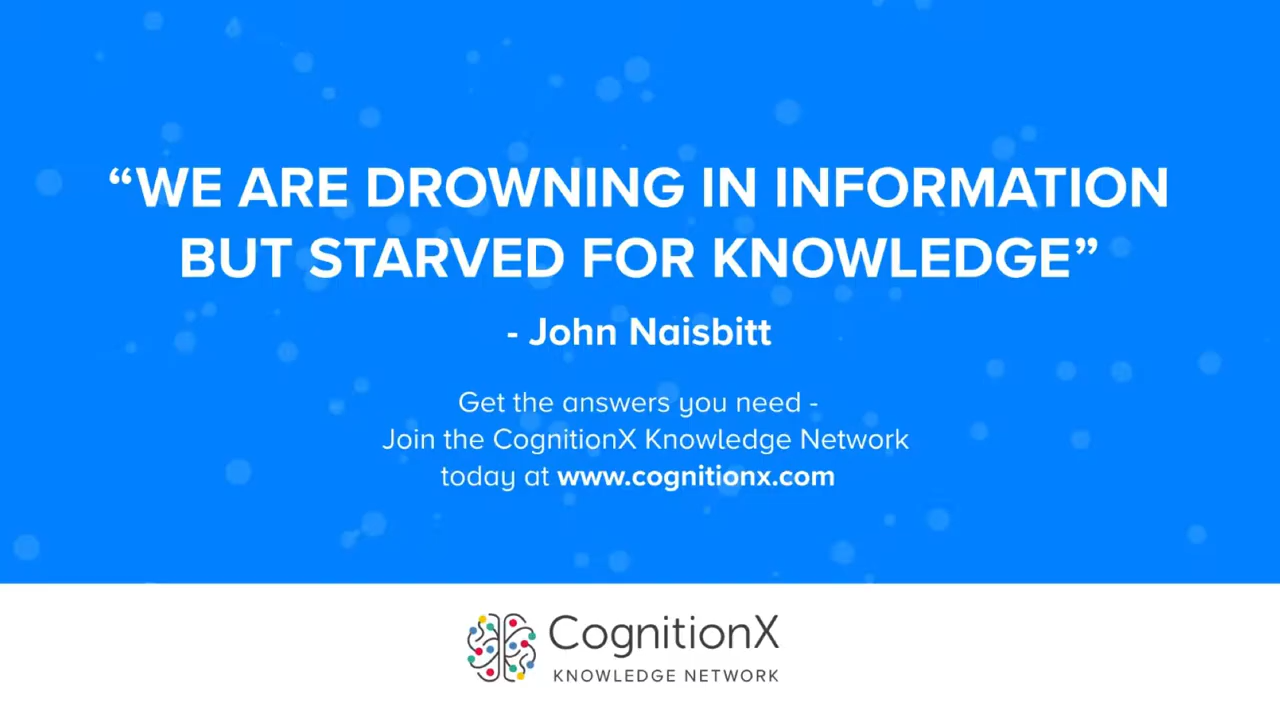 “WE ARE DROWNING IN INFORMATION
BUT STARVED FOR KNOWLEDGE”
- John Naisbitt
Get the answers you need -
Join the CognitionX Knowledge Network
today at www.cognitionx.com
CognitionX
KNOWLEDGE NETWORK